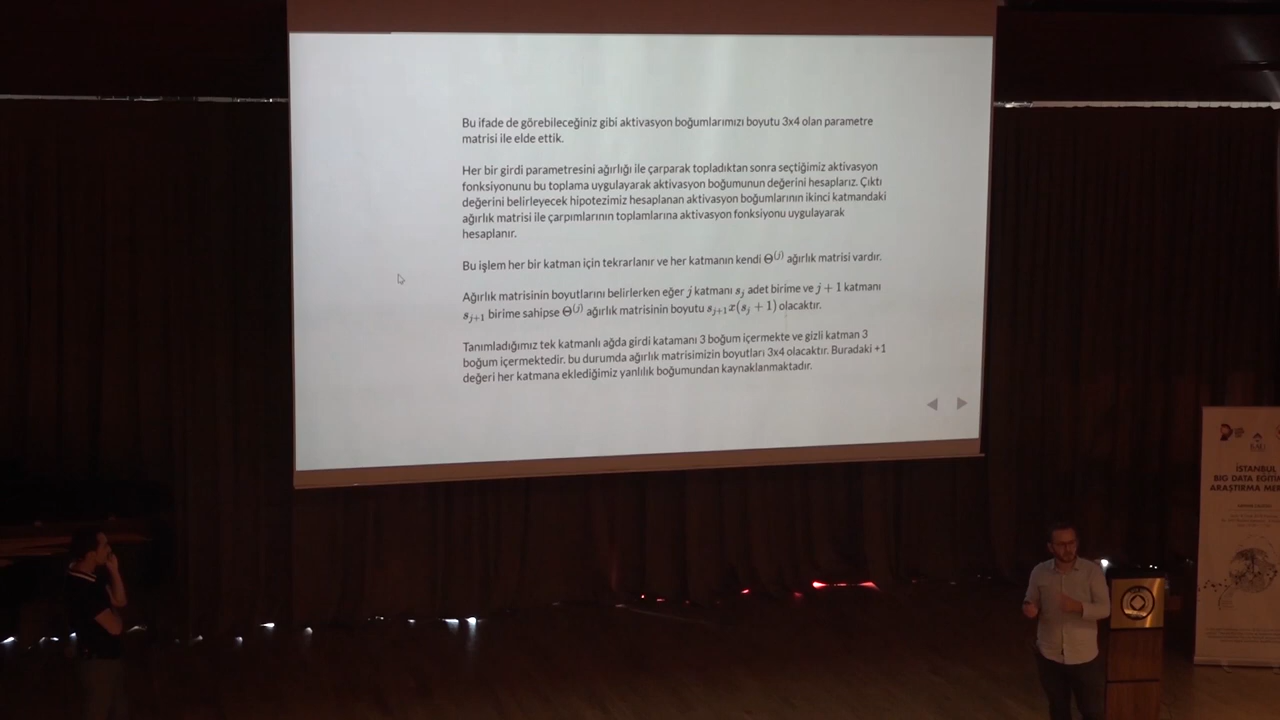 Bu ifade de görebileceğiniz gibi aktivasyon boğumlarımızı boyutu 3x4 olan parametre
matrisi ile elde ettik.
Her bir girdi parametresini ağırlığı ile çarparak topladıktan sonra seçtiğimiz aktivasyon
fonksiyonunu bu toplama uygulayarak aktivasyon boğumunun değerini hesaplarız. Çıktı
değerini belirleyecek hipotezimiz hesaplanan aktivasyon boğumlarının ikinci katmandaki
ağırlık matrisi ile çarpımlarının toplamlarına aktivasyon fonksiyonu uygulayarak
hesaplanır.
Bu işlem her bir katman için tekrarlanır ve her katmanın kendi Θ^(j) ağırlık matrisi vardır.
Ağırlık matrisinin boyutlarını belirlerken eğer j katmanı s_j adet birime ve j + 1 katmanı
s_{j+1} birime sahipse Θ^(j) ağırlık matrisinin boyutu s_{j+1}x(s_j + 1) olacaktır.
Tanımladığımız tek katmanlı ağda girdi katamanı 3 boğum içermekte ve gizli katman 3
boğum içermektedir. bu durumda ağırlık matrisimizin boyutları 3x4 olacaktır. Buradaki +1
değeri her katmana eklediğimiz yanlılık boğumundan kaynaklanmaktadır.
İSTANBUL
BIG DATA EĞİT
ARAŞTIRMA MER